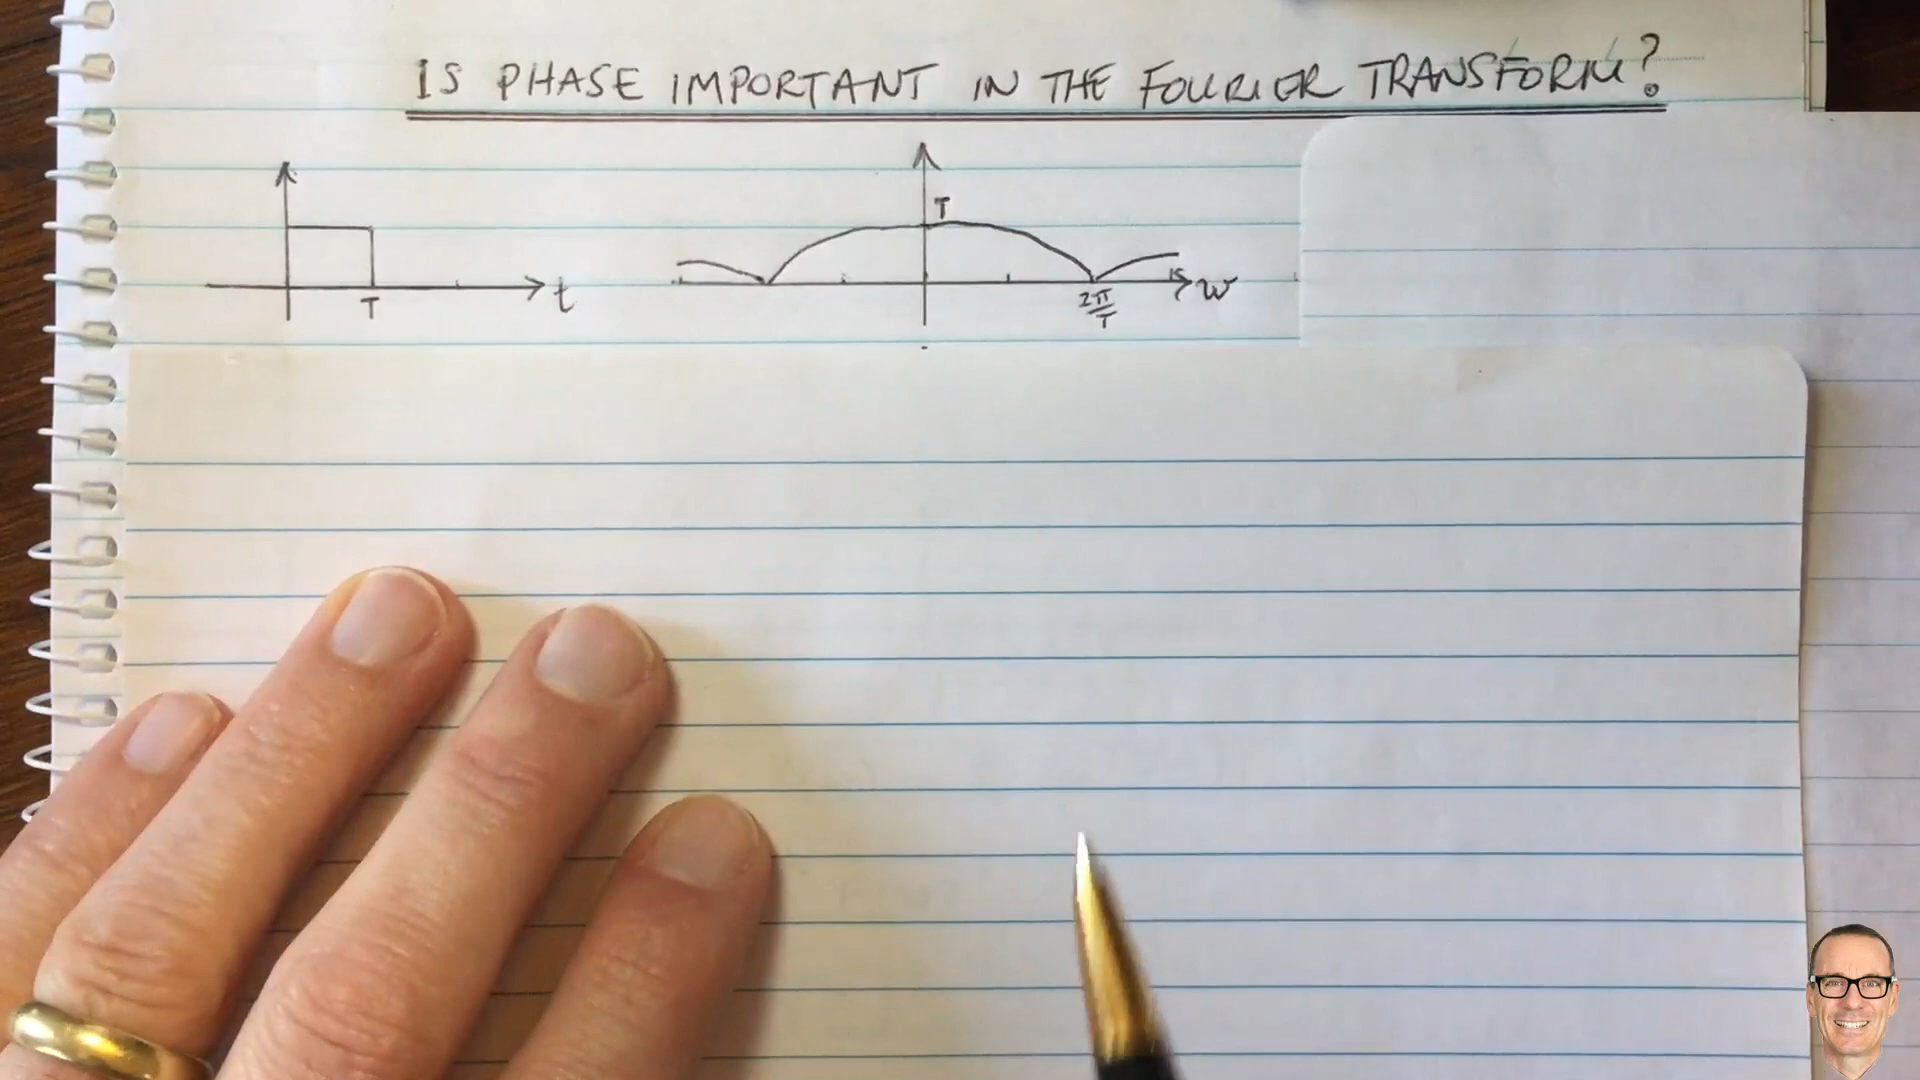 IS PHASE IMPORTANT IN THE FOURIER TRANSFORM?
T
T
t
2π/T
w